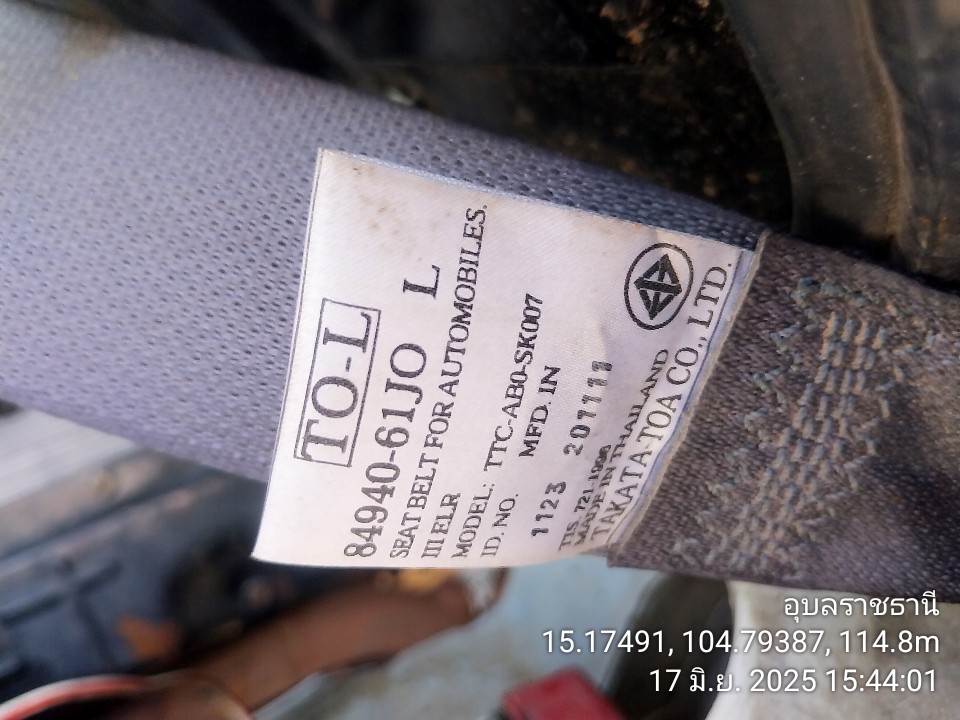 TO-L
84940-61JO L
SEAT BELT FOR AUTOMOBILES.
III ELR
MODEL: TTC-AB0-SK007
ID. NO. MFD. IN
1123 201111
TIS 721-1996
MADE IN THAILAND
TAKATA-TOA CO., LTD.
อุบลราชธานี
15.17491, 104.79387, 114.8m
17 มิ.ย. 2025 15:44:01